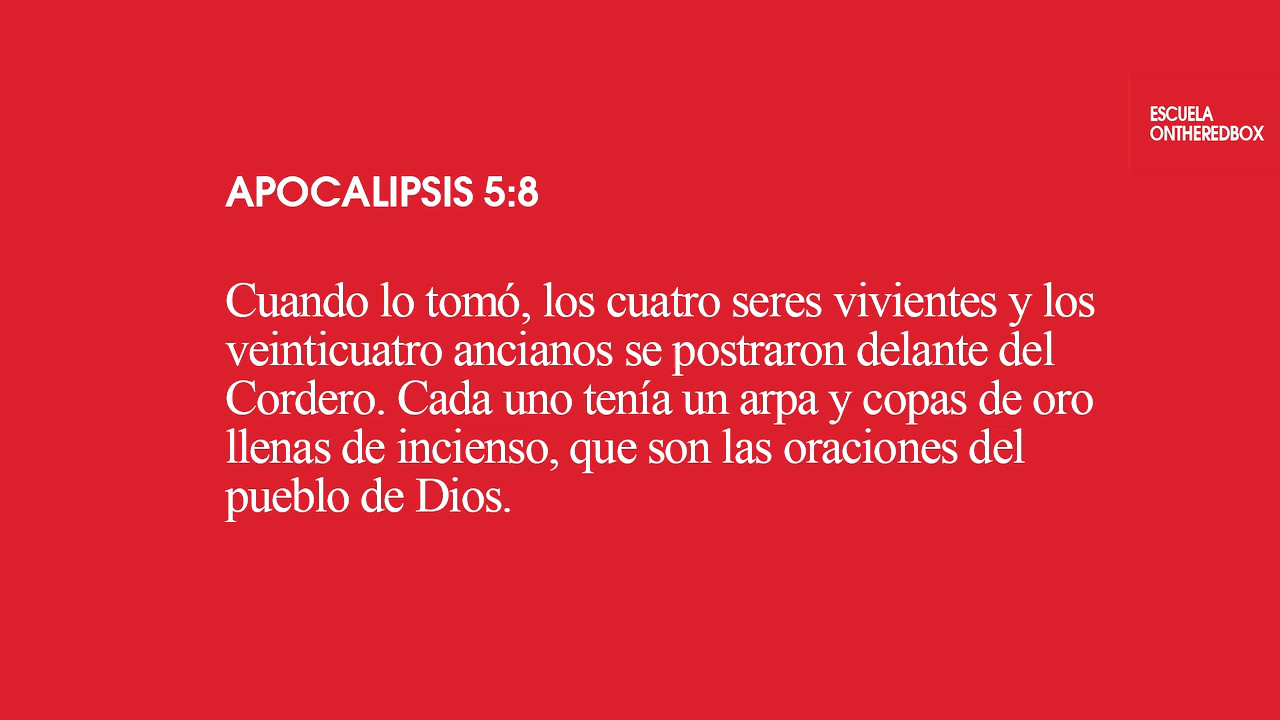 ESCUELA
ONTHEREDBOX
APOCALIPSIS 5:8
Cuando lo tomó, los cuatro seres vivientes y los
veinticuatro ancianos se postraron delante del
Cordero. Cada uno tenía un arpa y copas de oro
llenas de incienso, que son las oraciones del
pueblo de Dios.